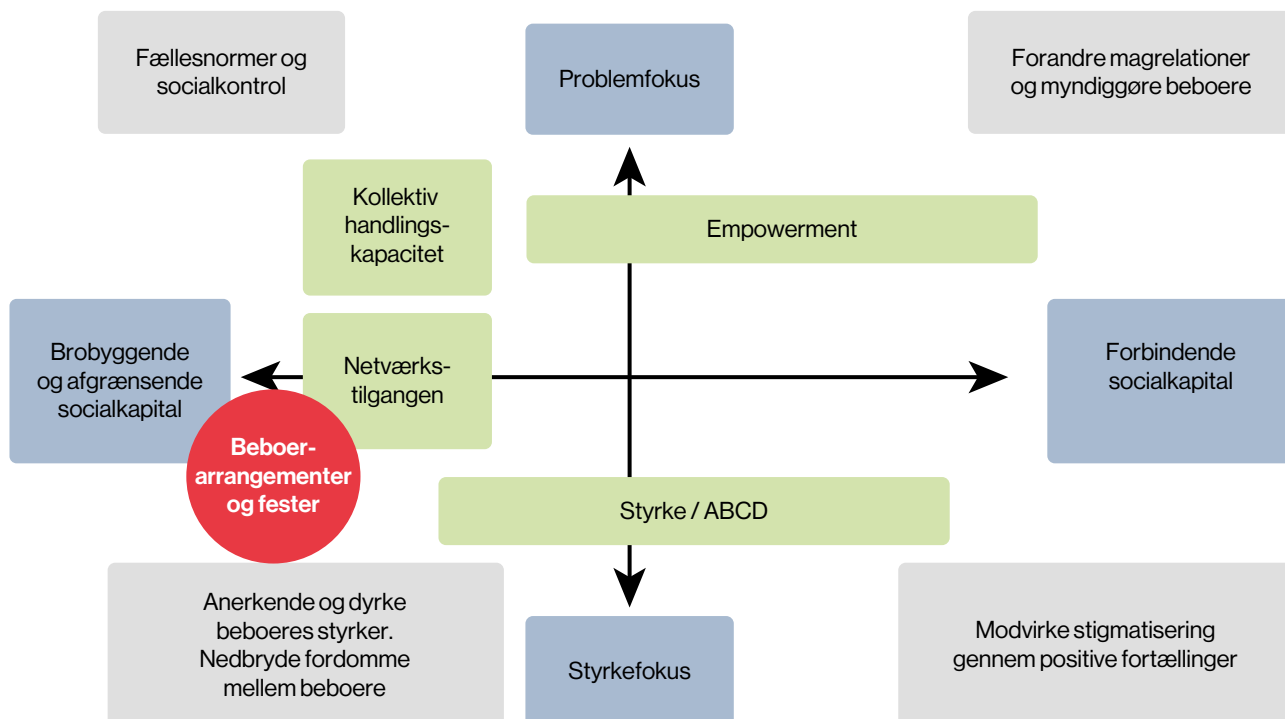 Fællesnormer og
socialkontrol
Problemfokus
Forandre magrelationer
og myndiggøre beboere
Kollektiv
handlings-
kapacitet
Empowerment
Brobyggende
og afgrænsende
socialkapital
Netværks-
tilgangen
Forbindende
socialkapital
Beboer-
arrangementer
og fester
Styrke / ABCD
Anerkende og dyrke
beboeres styrker.
Nedbryde fordomme
mellem beboere
Styrkefokus
Modvirke stigmatisering
gennem positive fortællinger